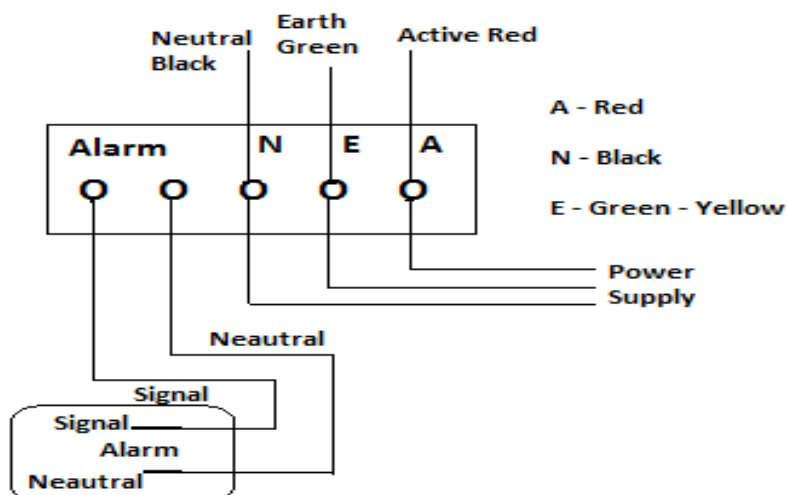 Neutral
Black
Earth
Green
Active Red
A - Red
N - Black
E - Green - Yellow
Alarm N E A
Power
Supply
Neautral
Signal
Signal
Alarm
Neautral